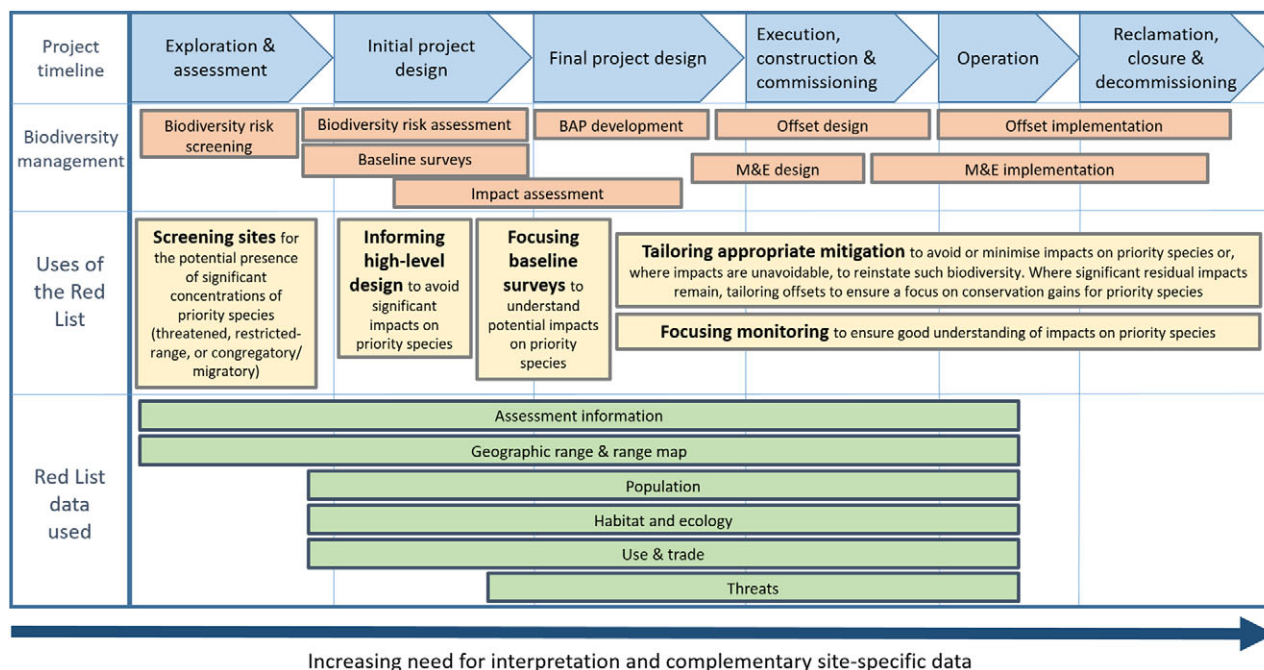 Project
timeline
Exploration &
assessment
Initial project
design
Final project design
Execution,
construction &
commissioning
Operation
Reclamation,
closure &
decommissioning
Biodiversity
management
Biodiversity risk
screening
Biodiversity risk assessment
Baseline surveys
Impact assessment
BAP development
Offset design
Offset implementation
M&E design
M&E implementation
Uses of
the Red
List
Screening sites for
the potential presence
of significant
concentrations of
priority species
(threatened, restricted-
range, or congregatory/
migratory)
Informing
high-level
design to avoid
significant
impacts on
priority species
Focusing
baseline
surveys to
understand
potential impacts
on priority
species
Tailoring appropriate mitigation to avoid or minimise impacts on priority species or,
where impacts are unavoidable, to reinstate such biodiversity. Where significant residual impacts
remain, tailoring offsets to ensure a focus on conservation gains for priority species
Focusing monitoring to ensure good understanding of impacts on priority species
Red List
data
used
Assessment information
Geographic range & range map
Population
Habitat and ecology
Use & trade
Threats
Increasing need for interpretation and complementary site-specific data